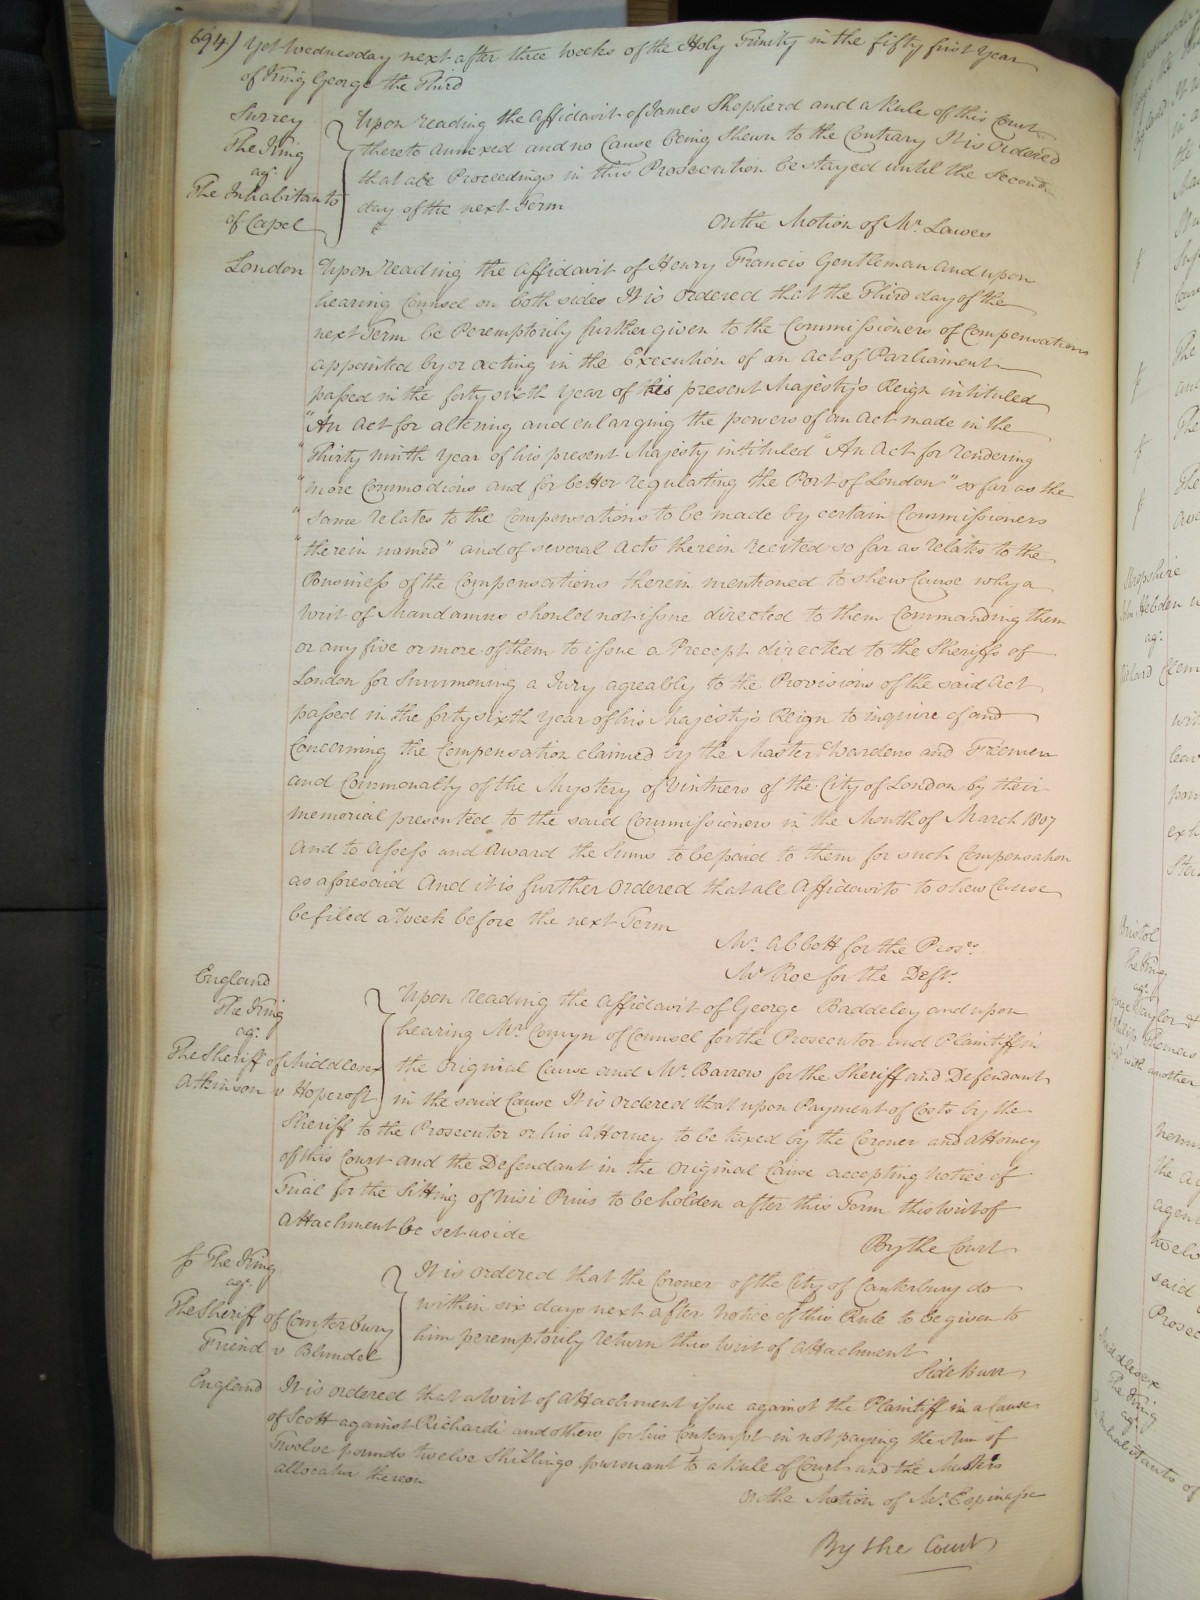 694) Yet Wednesday next after three Weeks of the Holy Trinity in the fifty first Year
of King George the Third
Surrey
The King
agt.
The Inhabitants
of Capel
Upon reading the Affidavit of James Shepherd and a Rule of this Court
thereto annexed and no Cause being Shewn to the Contrary It is Ordered
that all Proceedings in this Prosecution be stayed until the Second
day of the next Term
On the Motion of Mr. Lawes
London Upon reading the Affidavit of Henry Francis Gentleman and upon
hearing Counsel on both sides It is ordered that the Third day of the
next Term be Peremptorily further given to the Commissioners of Compensations
appointed by or acting in the Execution of an Act of Parliament
passed in the forty sixth Year of his present Majesty's Reign intituled
"An Act for altering and enlarging the powers of an Act made in the
"Thirty ninth Year of his present Majesty intituled "An Act for rendering
"more Commodious and for better regulating the Port of London" so far as the
"same relates to the Compensations to be made by certain Commissioners
"therein named" and of several Acts therein recited so far as relates to the
Business of the Compensations therein mentioned to shew Cause why a
Writ of Mandamus should not issue directed to them Commanding them
or any five or more of them to issue a Precept directed to the Sheriffs of
London for Summoning a Jury agreably to the Provisions of the said Act
passed in the forty sixth Year of his Majesty's Reign to inquire of and
Concerning the Compensation claimed by the Master Wardens and Freemen
and Commonalty of the Mystery of Vintners of the City of London by their
Memorial presented to the said Commissioners in the Month of March 1807
And to Assess and Award the Sums to be paid to them for such Compensation
as aforesaid And it is further Ordered that all Affidavits to shew Cause
be filed a Week before the next Term
Mr. Abbott for the Prosrs.
Mr. Roe for the Defts.
England
The King
agt.
The Sheriff of Middlesex
Atkinson v Hopcroft
Upon reading the Affidavit of George Baddeley and upon
hearing Mr. Comyn of Counsel for the Prosecutor and Plaintiff in
the Original Cause and Mr. Barrow for the Sheriff and Defendant
in the said Cause It is Ordered that upon Payment of Costs by the
Sheriff to the Prosecutor or his Attorney to be taxed by the Coroner and Attorney
of this Court and the Defendant in the Original Cause accepting Notice of
Trial for the Sitting of Nisi Prius to be holden after this Term this Writ of
Attachment be set aside
By the Court
The King
agt.
The Sheriff of Canterbury
Friend v Blundel
It is ordered that the Coroner of the City of Canterbury do
within six days next after Notice of this Rule to be given to
him peremptorily return this Writ of Attachment
Side Barr
England It is ordered that a Writ of Attachment issue against the Plaintiff in a Cause
of Scott against Richardi and others for his Contempt in not paying the Sum of
Twelve pounds twelve Shillings pursuant to a Rule of Court and the Masters
allocatur thereon
On the Motion of Mr. Espinasse
By the Court